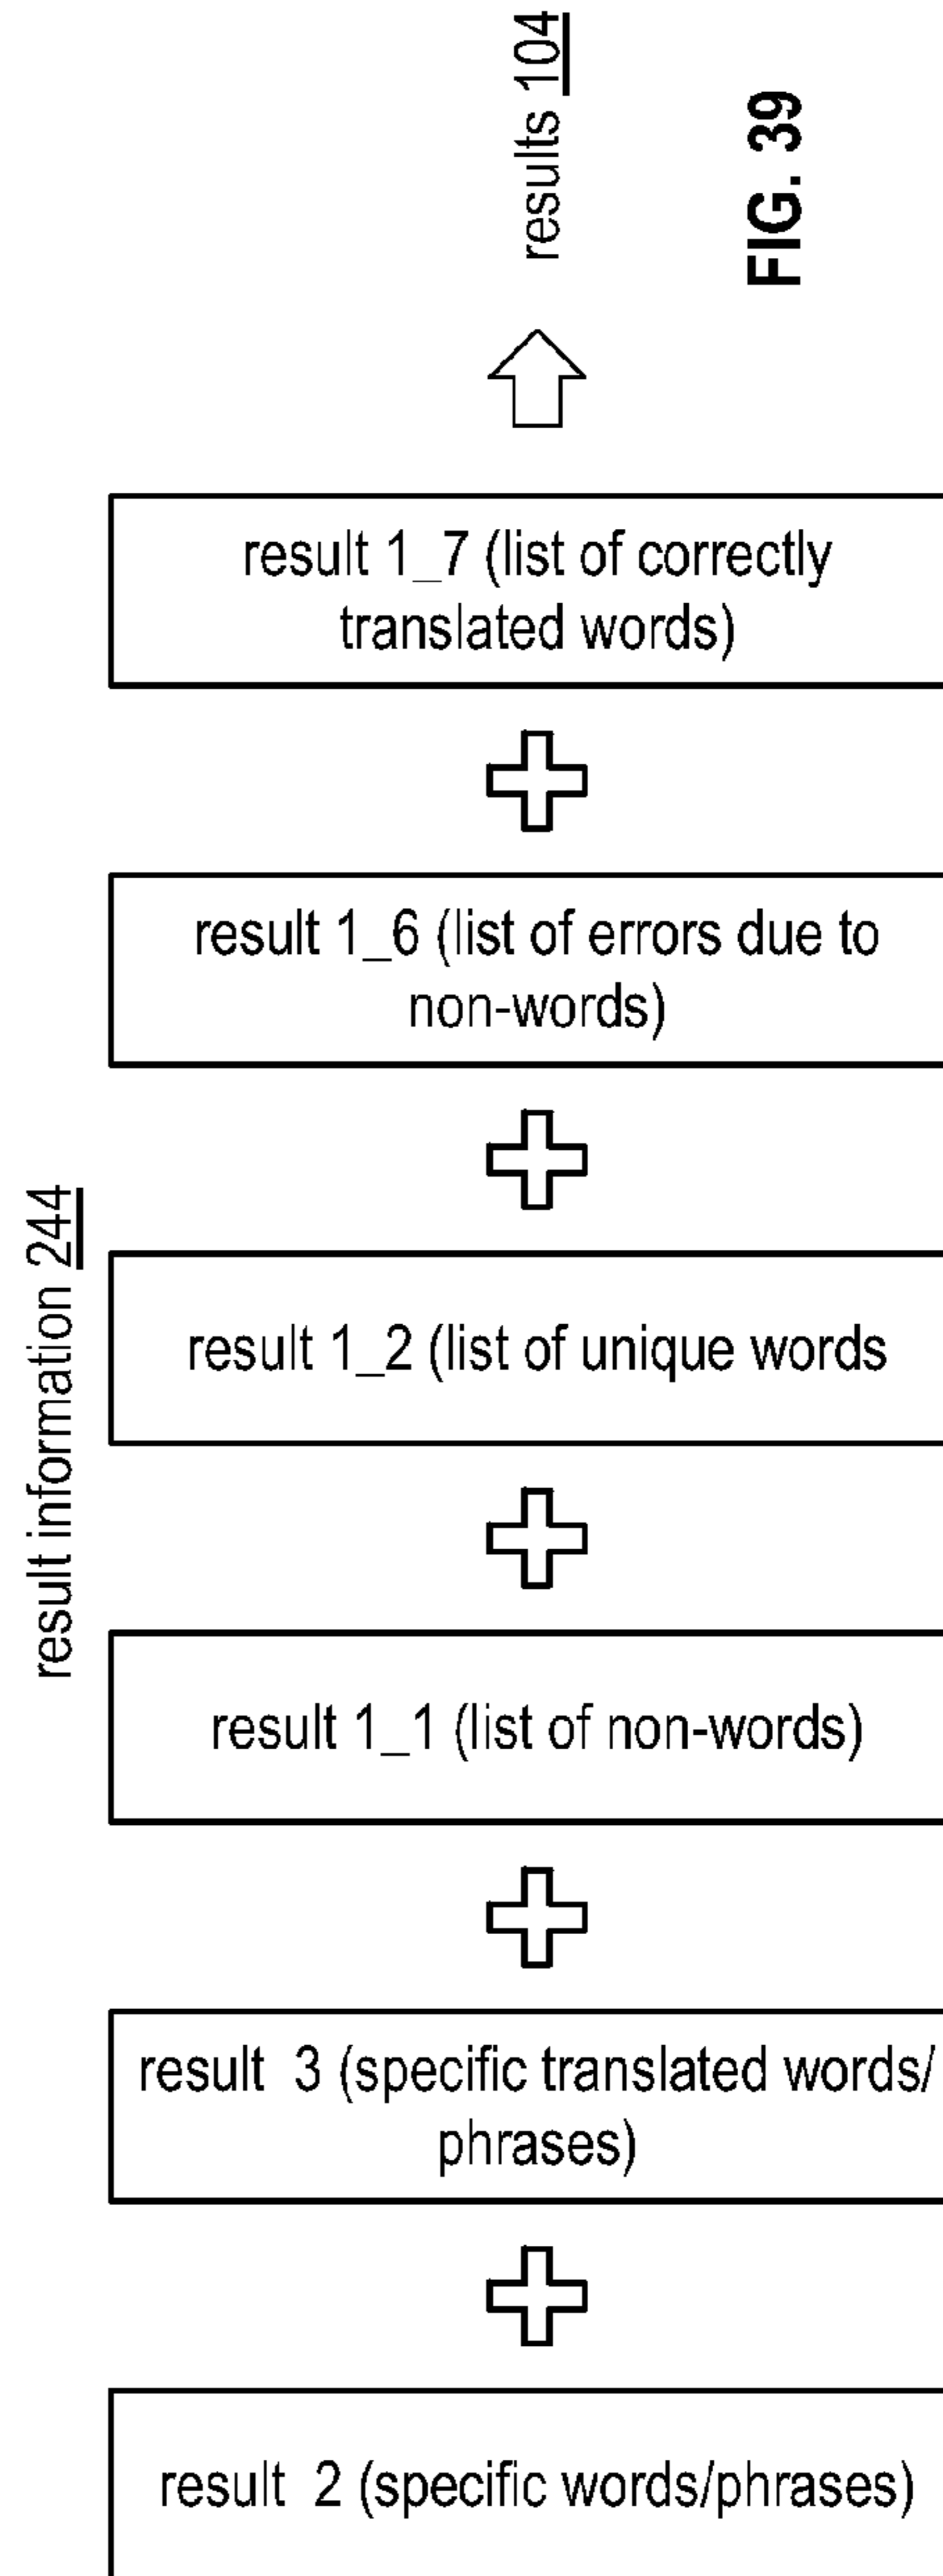 results 104
FIG. 39
result 1_7 (list of correctly
translated words)
result 1_6 (list of errors due to
non-words)
result information 244
result 1_2 (list of unique words
result 1_1 (list of non-words)
result 3 (specific translated words/
phrases)
result 2 (specific words/phrases)